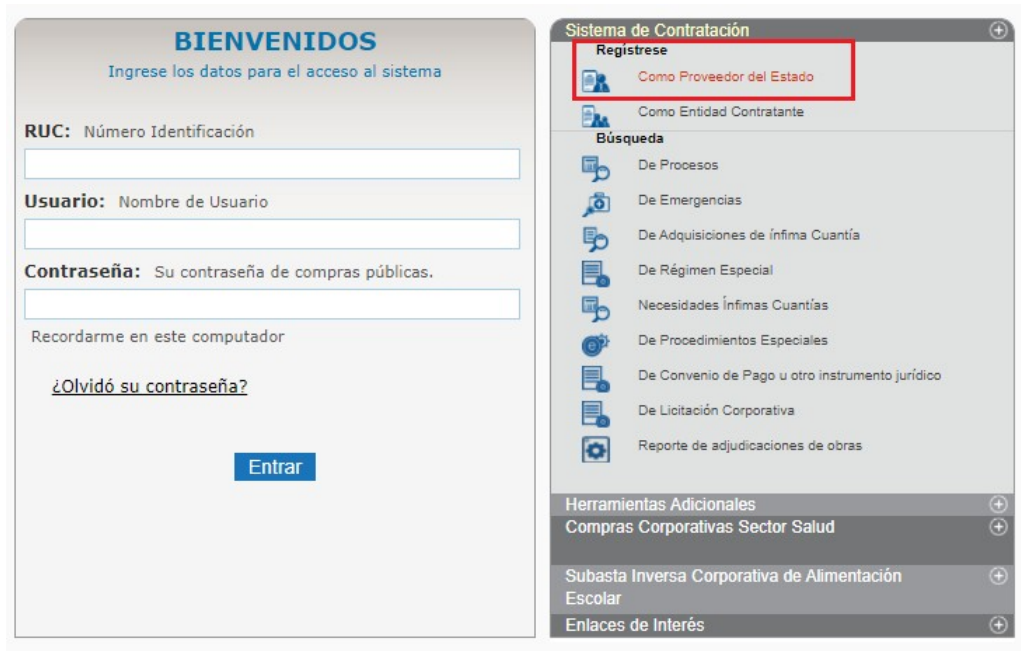 BIENVENIDOS
Ingrese los datos para el acceso al sistema
RUC: Número Identificación
Usuario: Nombre de Usuario
Contraseña: Su contraseña de compras públicas.
Recordarme en este computador
¿Olvidó su contraseña?
Entrar
Sistema de Contratación
Regístrese
Como Proveedor del Estado
Como Entidad Contratante
Búsqueda
De Procesos
De Emergencias
De Adquisiciones de ínfima Cuantía
De Régimen Especial
Necesidades Ínfimas Cuantías
De Procedimientos Especiales
De Convenio de Pago u otro instrumento jurídico
De Licitación Corporativa
Reporte de adjudicaciones de obras
Herramientas Adicionales
Compras Corporativas Sector Salud
Subasta Inversa Corporativa de Alimentación
Escolar
Enlaces de Interés